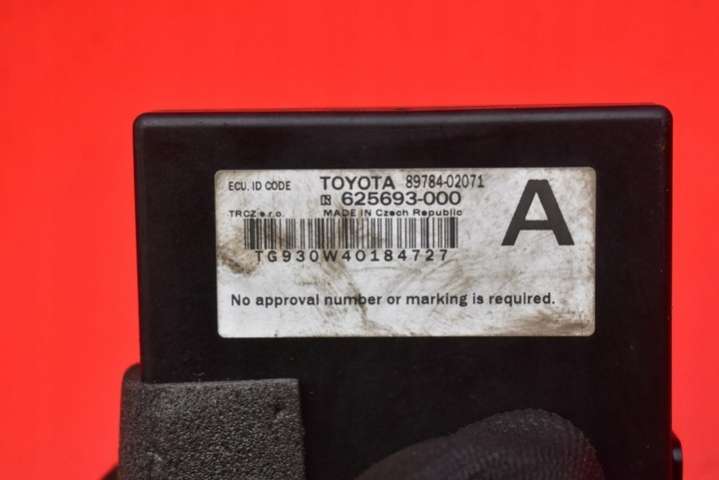 ECU. ID CODE TOYOTA 89784-02071
625693-000
TRCZ s.r.o. MADE IN Czech Republic
A
TG930W40184727
No approval number or marking is required.